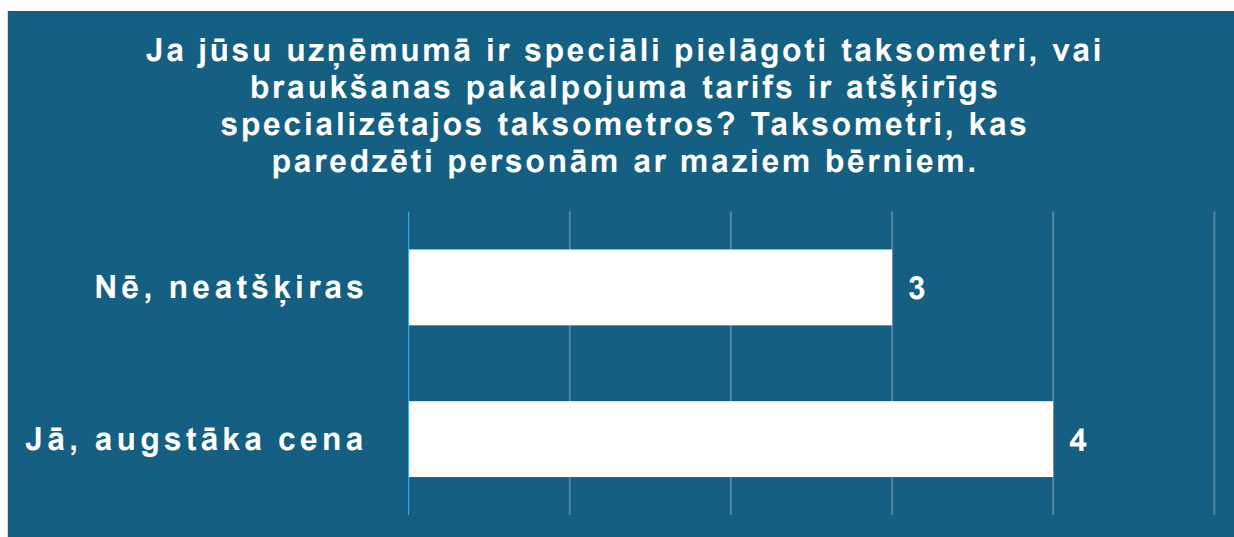 Ja jūsu uzņēmumā ir speciāli pielāgoti taksometri, vai
braukšanas pakalpojuma tarifs ir atšķirīgs
specializētajos taksometros? Taksometri, kas
paredzēti personām ar maziem bērniem.
Nē, neatšķiras
3
Jā, augstāka cena
4